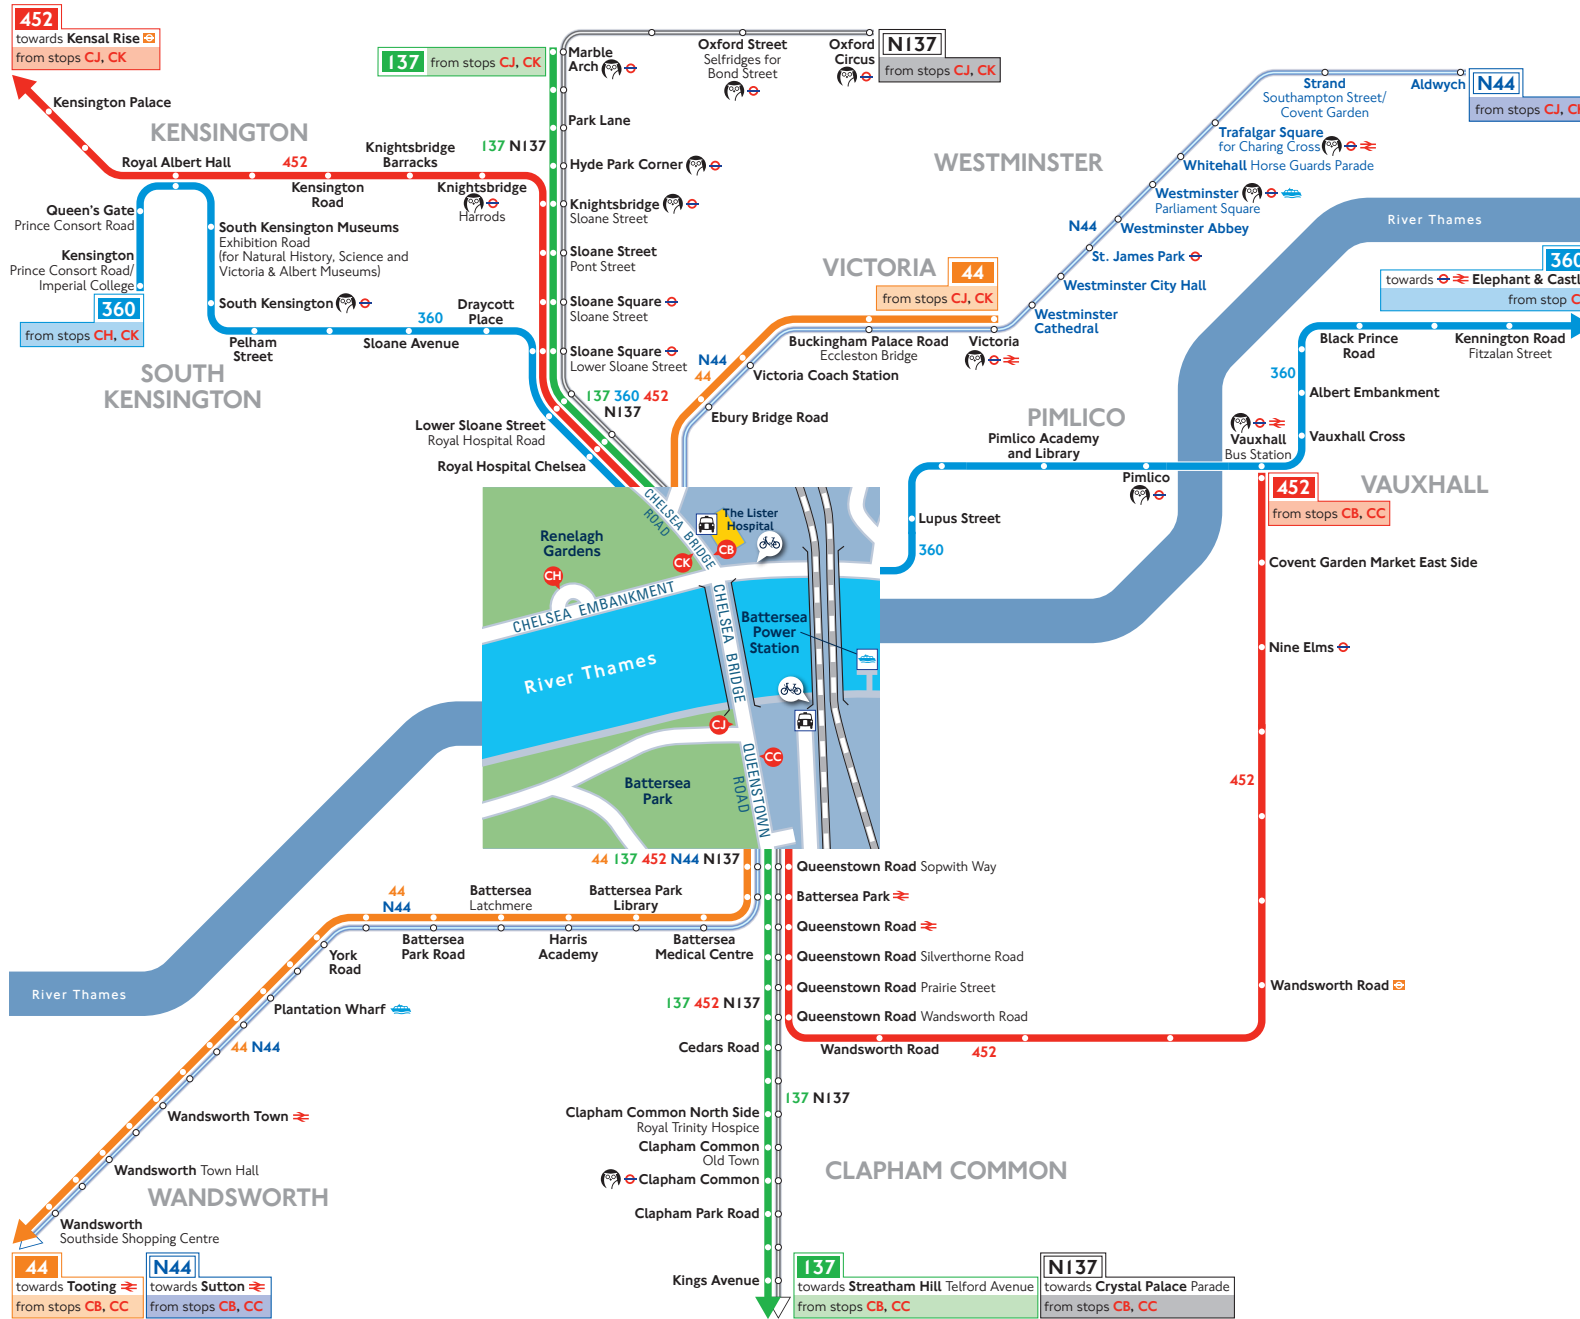 452
towards Kensal Rise
from stops CJ, CK
137
from stops CJ, CK
Marble
Arch
Oxford Street
Selfridges for
Bond Street
Oxford
Circus
N137
from stops CJ, CK
Kensington Palace
KENSINGTON
Royal Albert Hall
452
Kensington
Road
Knightsbridge
Barracks
Knightsbridge
Harrods
137 N137
Park Lane
Hyde Park Corner
Knightsbridge
Sloane Street
Sloane Street
Pont Street
Sloane Square
Sloane Street
Sloane Square
Lower Sloane Street
137 360 452
N137
Queen's Gate
Prince Consort Road
Kensington
Prince Consort Road/
Imperial College
360
from stops CH, CK
South Kensington Museums
Exhibition Road
(for Natural History, Science and
Victoria & Albert Museums)
South Kensington
Pelham
Street
Sloane Avenue
360
Draycott
Place
SOUTH
KENSINGTON
Lower Sloane Street
Royal Hospital Road
Royal Hospital Chelsea
WESTMINSTER
VICTORIA
44
from stops CJ, CK
N44
44
Buckingham Palace Road
Eccleston Bridge
Victoria
Victoria Coach Station
Ebury Bridge Road
Strand
Southampton Street/
Covent Garden
Aldwych
N44
from stops CJ, CK
Trafalgar Square
for Charing Cross
Whitehall Horse Guards Parade
Westminster
Parliament Square
N44
Westminster Abbey
St. James Park
Westminster City Hall
Westminster
Cathedral
River Thames
360
towards Elephant & Castl
from stop C
Black Prince
Road
Kennington Road
Fitzalan Street
360
Albert Embankment
Vauxhall Cross
Vauxhall
Bus Station
PIMLICO
Pimlico Academy
and Library
Pimlico
Lupus Street
360
VAUXHALL
452
from stops CB, CC
Covent Garden Market East Side
Nine Elms
452
Wandsworth Road
CHELSEA BRIDGE
ROAD
The Lister
Hospital
Renelagh
Gardens
CB
CK
CH
CHELSEA EMBANKMENT
CHELSEA BRIDGE
Battersea
Power
Station
River Thames
CJ
CC
QUEENSTOWN
ROAD
Battersea
Park
44 137 452 N44 N137
Queenstown Road Sopwith Way
Battersea Park
Queenstown Road
Queenstown Road Silverthorne Road
Queenstown Road Prairie Street
Queenstown Road Wandsworth Road
Wandsworth Road
452
44
N44
Battersea
Latchmere
Battersea Park
Library
York
Road
Battersea
Park Road
Harris
Academy
Battersea
Medical Centre
River Thames
Plantation Wharf
44 N44
Wandsworth Town
Wandsworth Town Hall
WANDSWORTH
Wandsworth
Southside Shopping Centre
44
towards Tooting
from stops CB, CC
N44
towards Sutton
from stops CB, CC
137 452 N137
Cedars Road
137 N137
Clapham Common North Side
Royal Trinity Hospice
Clapham Common
Old Town
Clapham Common
Clapham Park Road
Kings Avenue
CLAPHAM COMMON
137
towards Streatham Hill Telford Avenue
from stops CB, CC
N137
towards Crystal Palace Parade
from stops CB, CC